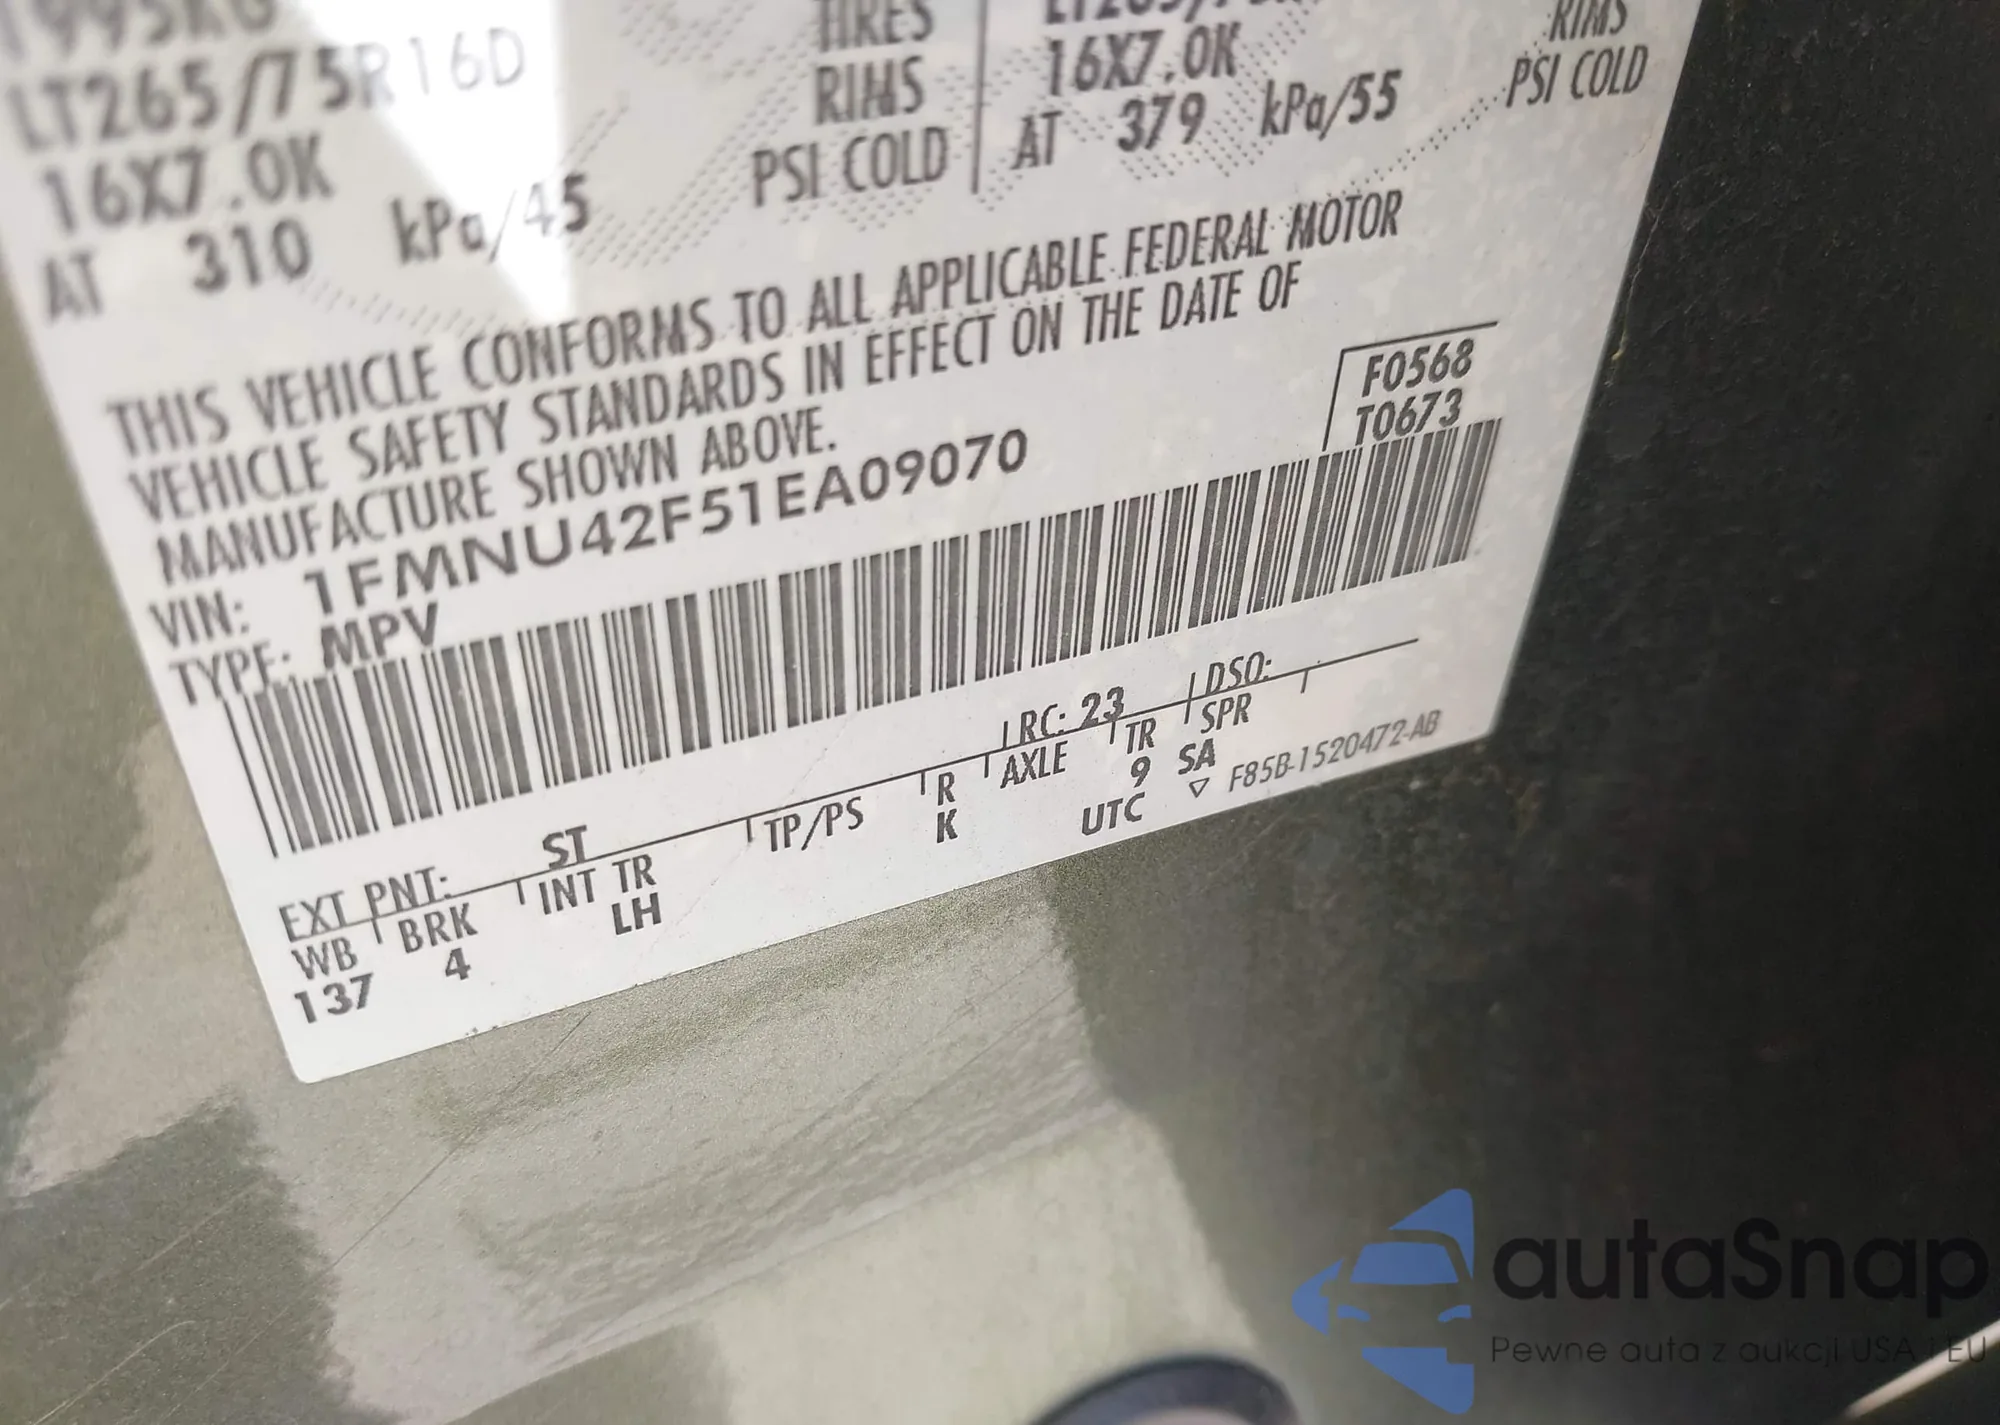 1995KG
LT265/75R16D
16X7.0K
AT 310 kPa/45
TIRES
RIMS
PSI COLD
16X7.0K
AT 379 kPa/55
RIMS
PSI COLD
THIS VEHICLE CONFORMS TO ALL APPLICABLE FEDERAL MOTOR
VEHICLE SAFETY STANDARDS IN EFFECT ON THE DATE OF
MANUFACTURE SHOWN ABOVE.
VIN: 1FMNU42F51EA09070
TYPE: MPV
F0568
T0673
EXT PNT: ST RC: 23 DSO:
WB BRK INT TR TP/PS R AXLE TR SPR
137 4 LH K 9 SA
UTC
▽ F85B-1520472-AB
autaSnap
Pewne auta z aukcji USA i EU